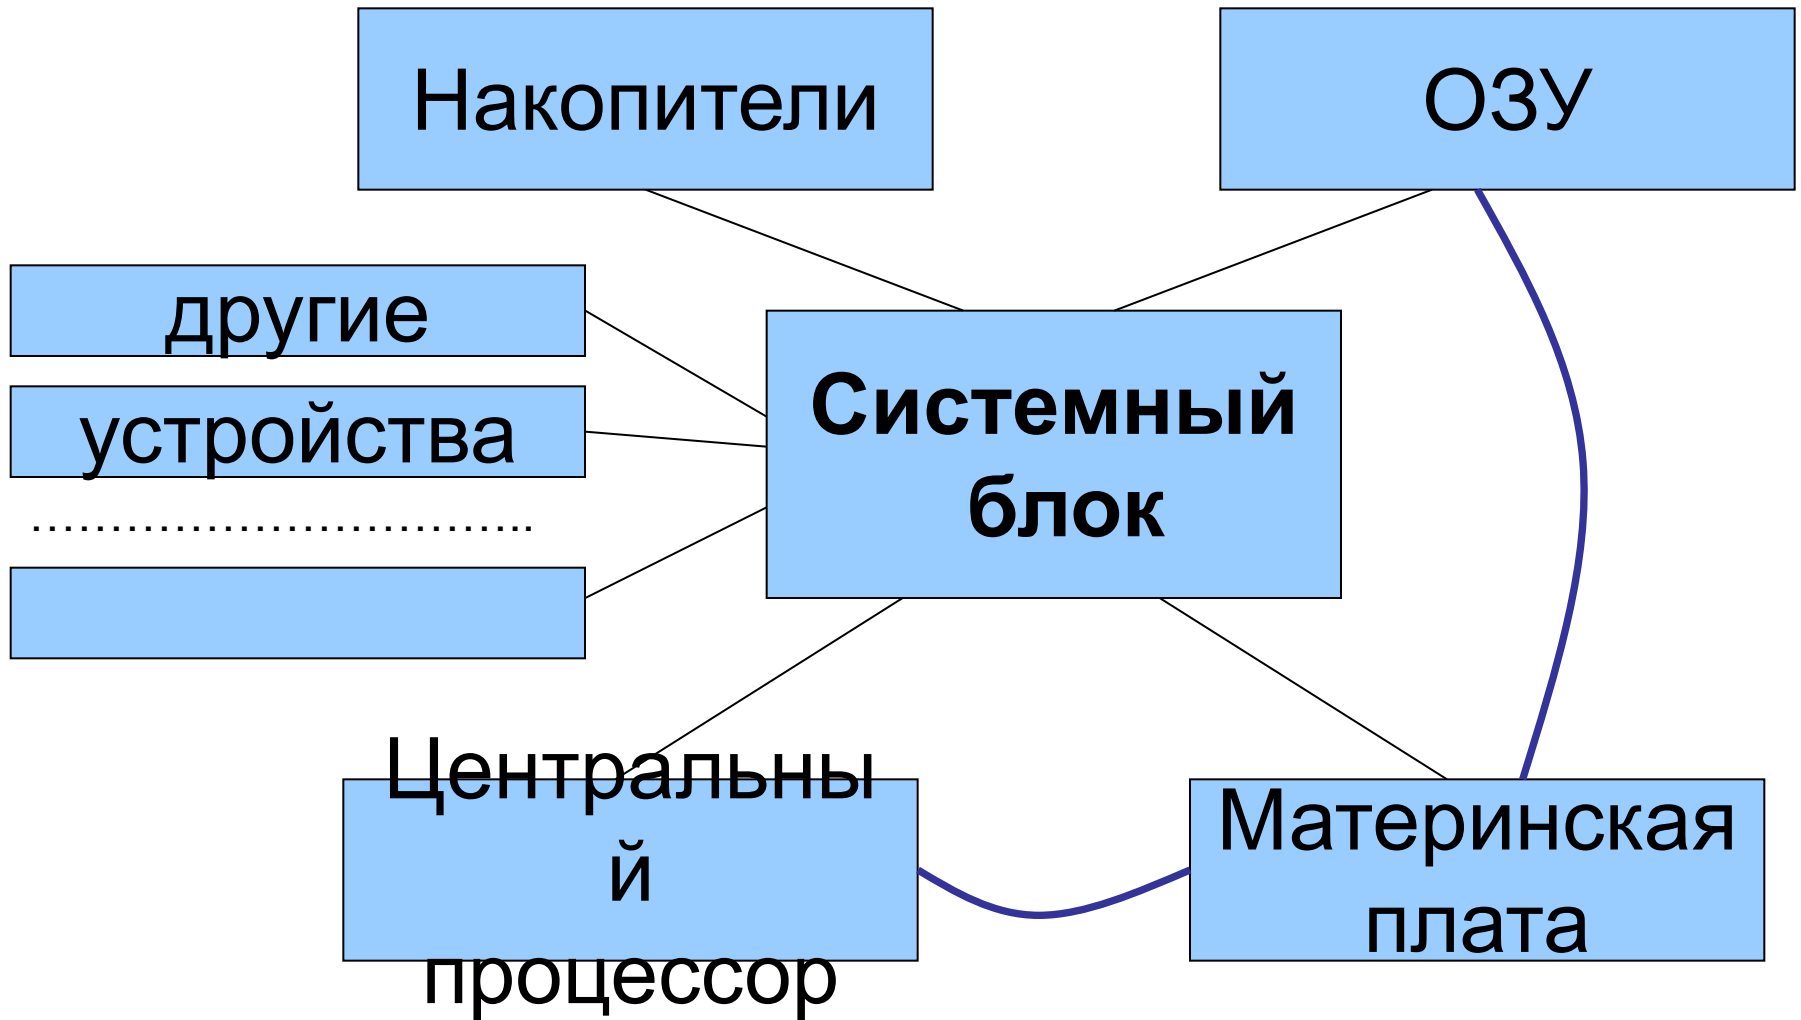 Накопители
ОЗУ
другие
устройства
……………………………..
Системный
блок
Центральны
й
процессор
Материнская
плата